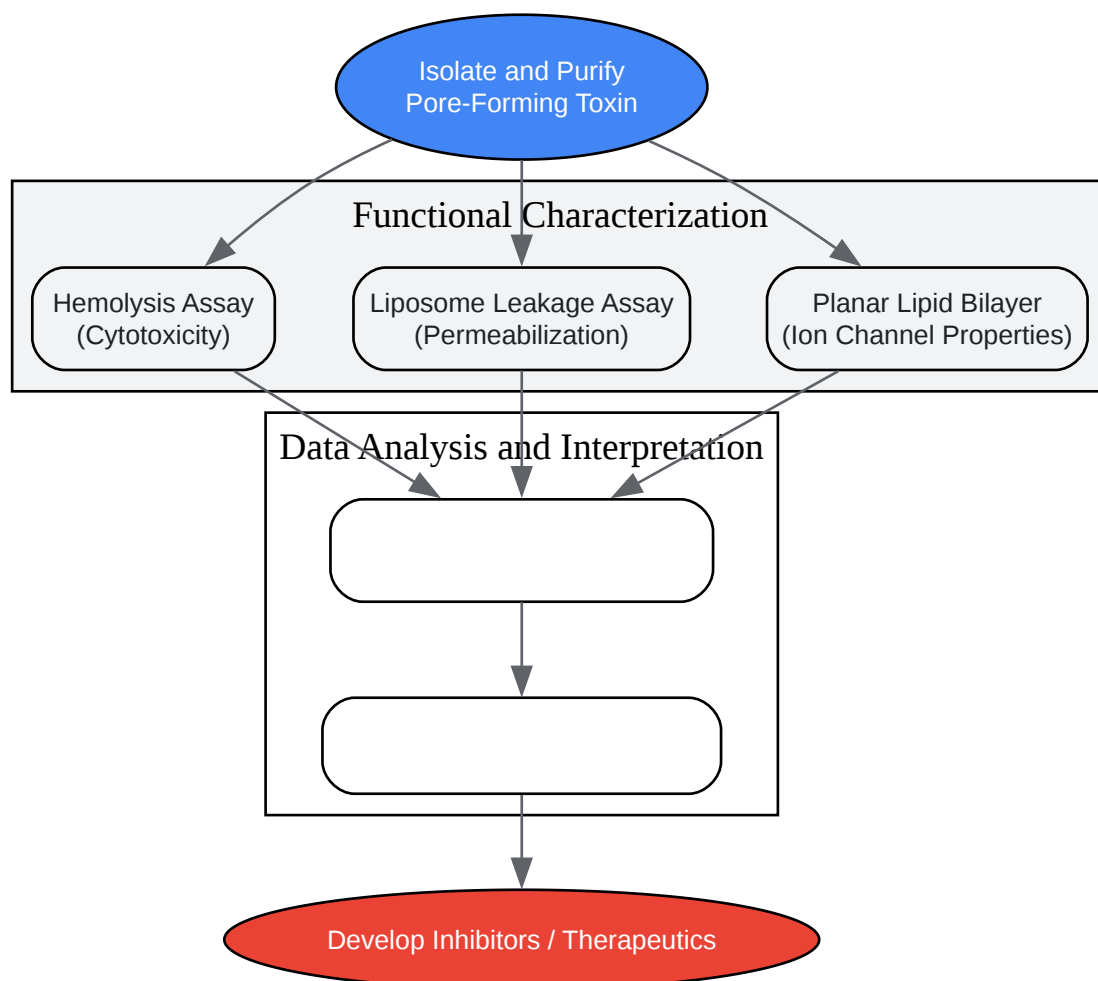 Isolate and Purify
Pore-Forming Toxin
Functional Characterization
Hemolysis Assay
(Cytotoxicity)
Liposome Leakage Assay
(Permeabilization)
Planar Lipid Bilayer
(Ion Channel Properties)
Data Analysis and Interpretation
Develop Inhibitors / Therapeutics